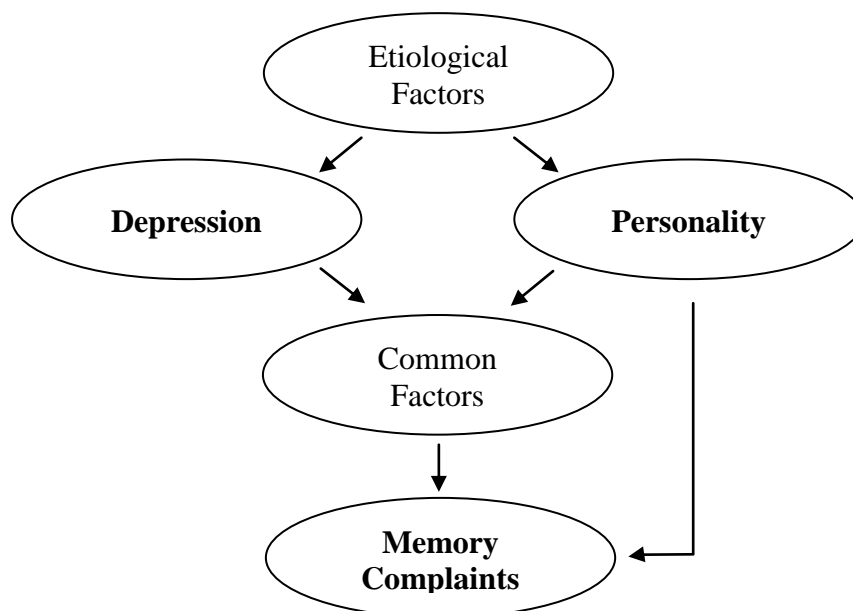 Etiological
Factors
Depression
Personality
Common
Factors
Memory
Complaints